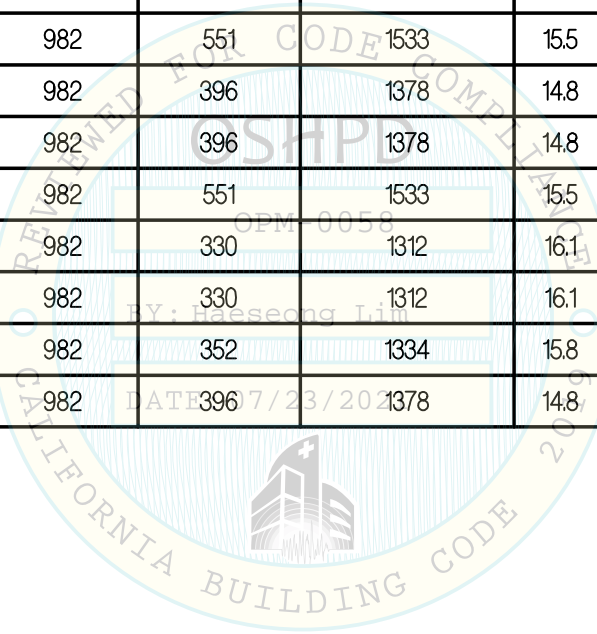 982 551 1533 15.5
982 396 1378 14.8
982 396 1378 14.8
982 551 1533 15.5
982 330 1312 16.1
982 330 1312 16.1
982 352 1334 15.8
982 396 1378 14.8
REVIEWED FOR CODE COMPLIANCE
OSHPD
OPM-0058
BY: Haeseong Lim
DATE: 07/23/202
CALIFORNIA BUILDING CODE 2019